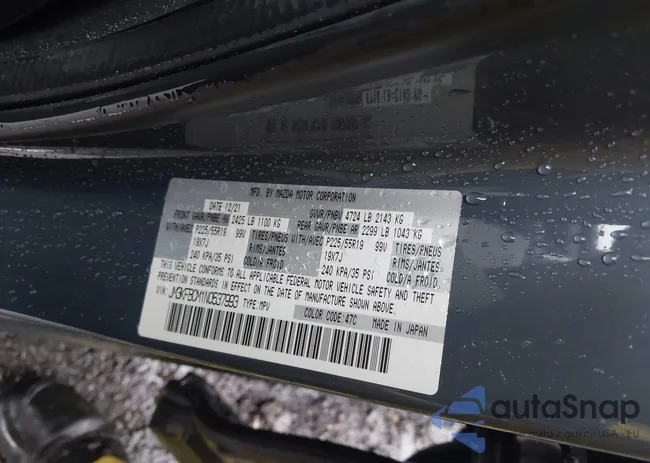 MFD. BY MAZDA MOTOR CORPORATION
DATE 12/21 GVWR/PNBV 4724 LB 2143 KG
FRONT GAWR/PNBE AR 2425 LB 1100 KG REAR GAWR/PNBE AR 2299 LB 1043 KG
WITH/AVEC P225/55R19 99V TIRES/PNEUS WITH/AVEC P225/55R19 99V TIRES/PNEUS
19X7J RIMS/JANTES 19X7J RIMS/JANTES
240 KPA/35 PSI COLD/A FROID 240 KPA/35 PSI COLD/A FROID
THIS VEHICLE CONFORMS TO ALL APPLICABLE FEDERAL MOTOR VEHICLE SAFETY AND THEFT
PREVENTION STANDARDS IN EFFECT ON THE DATE OF MANUFACTURE SHOWN ABOVE.
VIN: JM3KFBCM1N0537993 TYPE: MPV
COLOR CODE: 47C MADE IN JAPAN
autaSnap